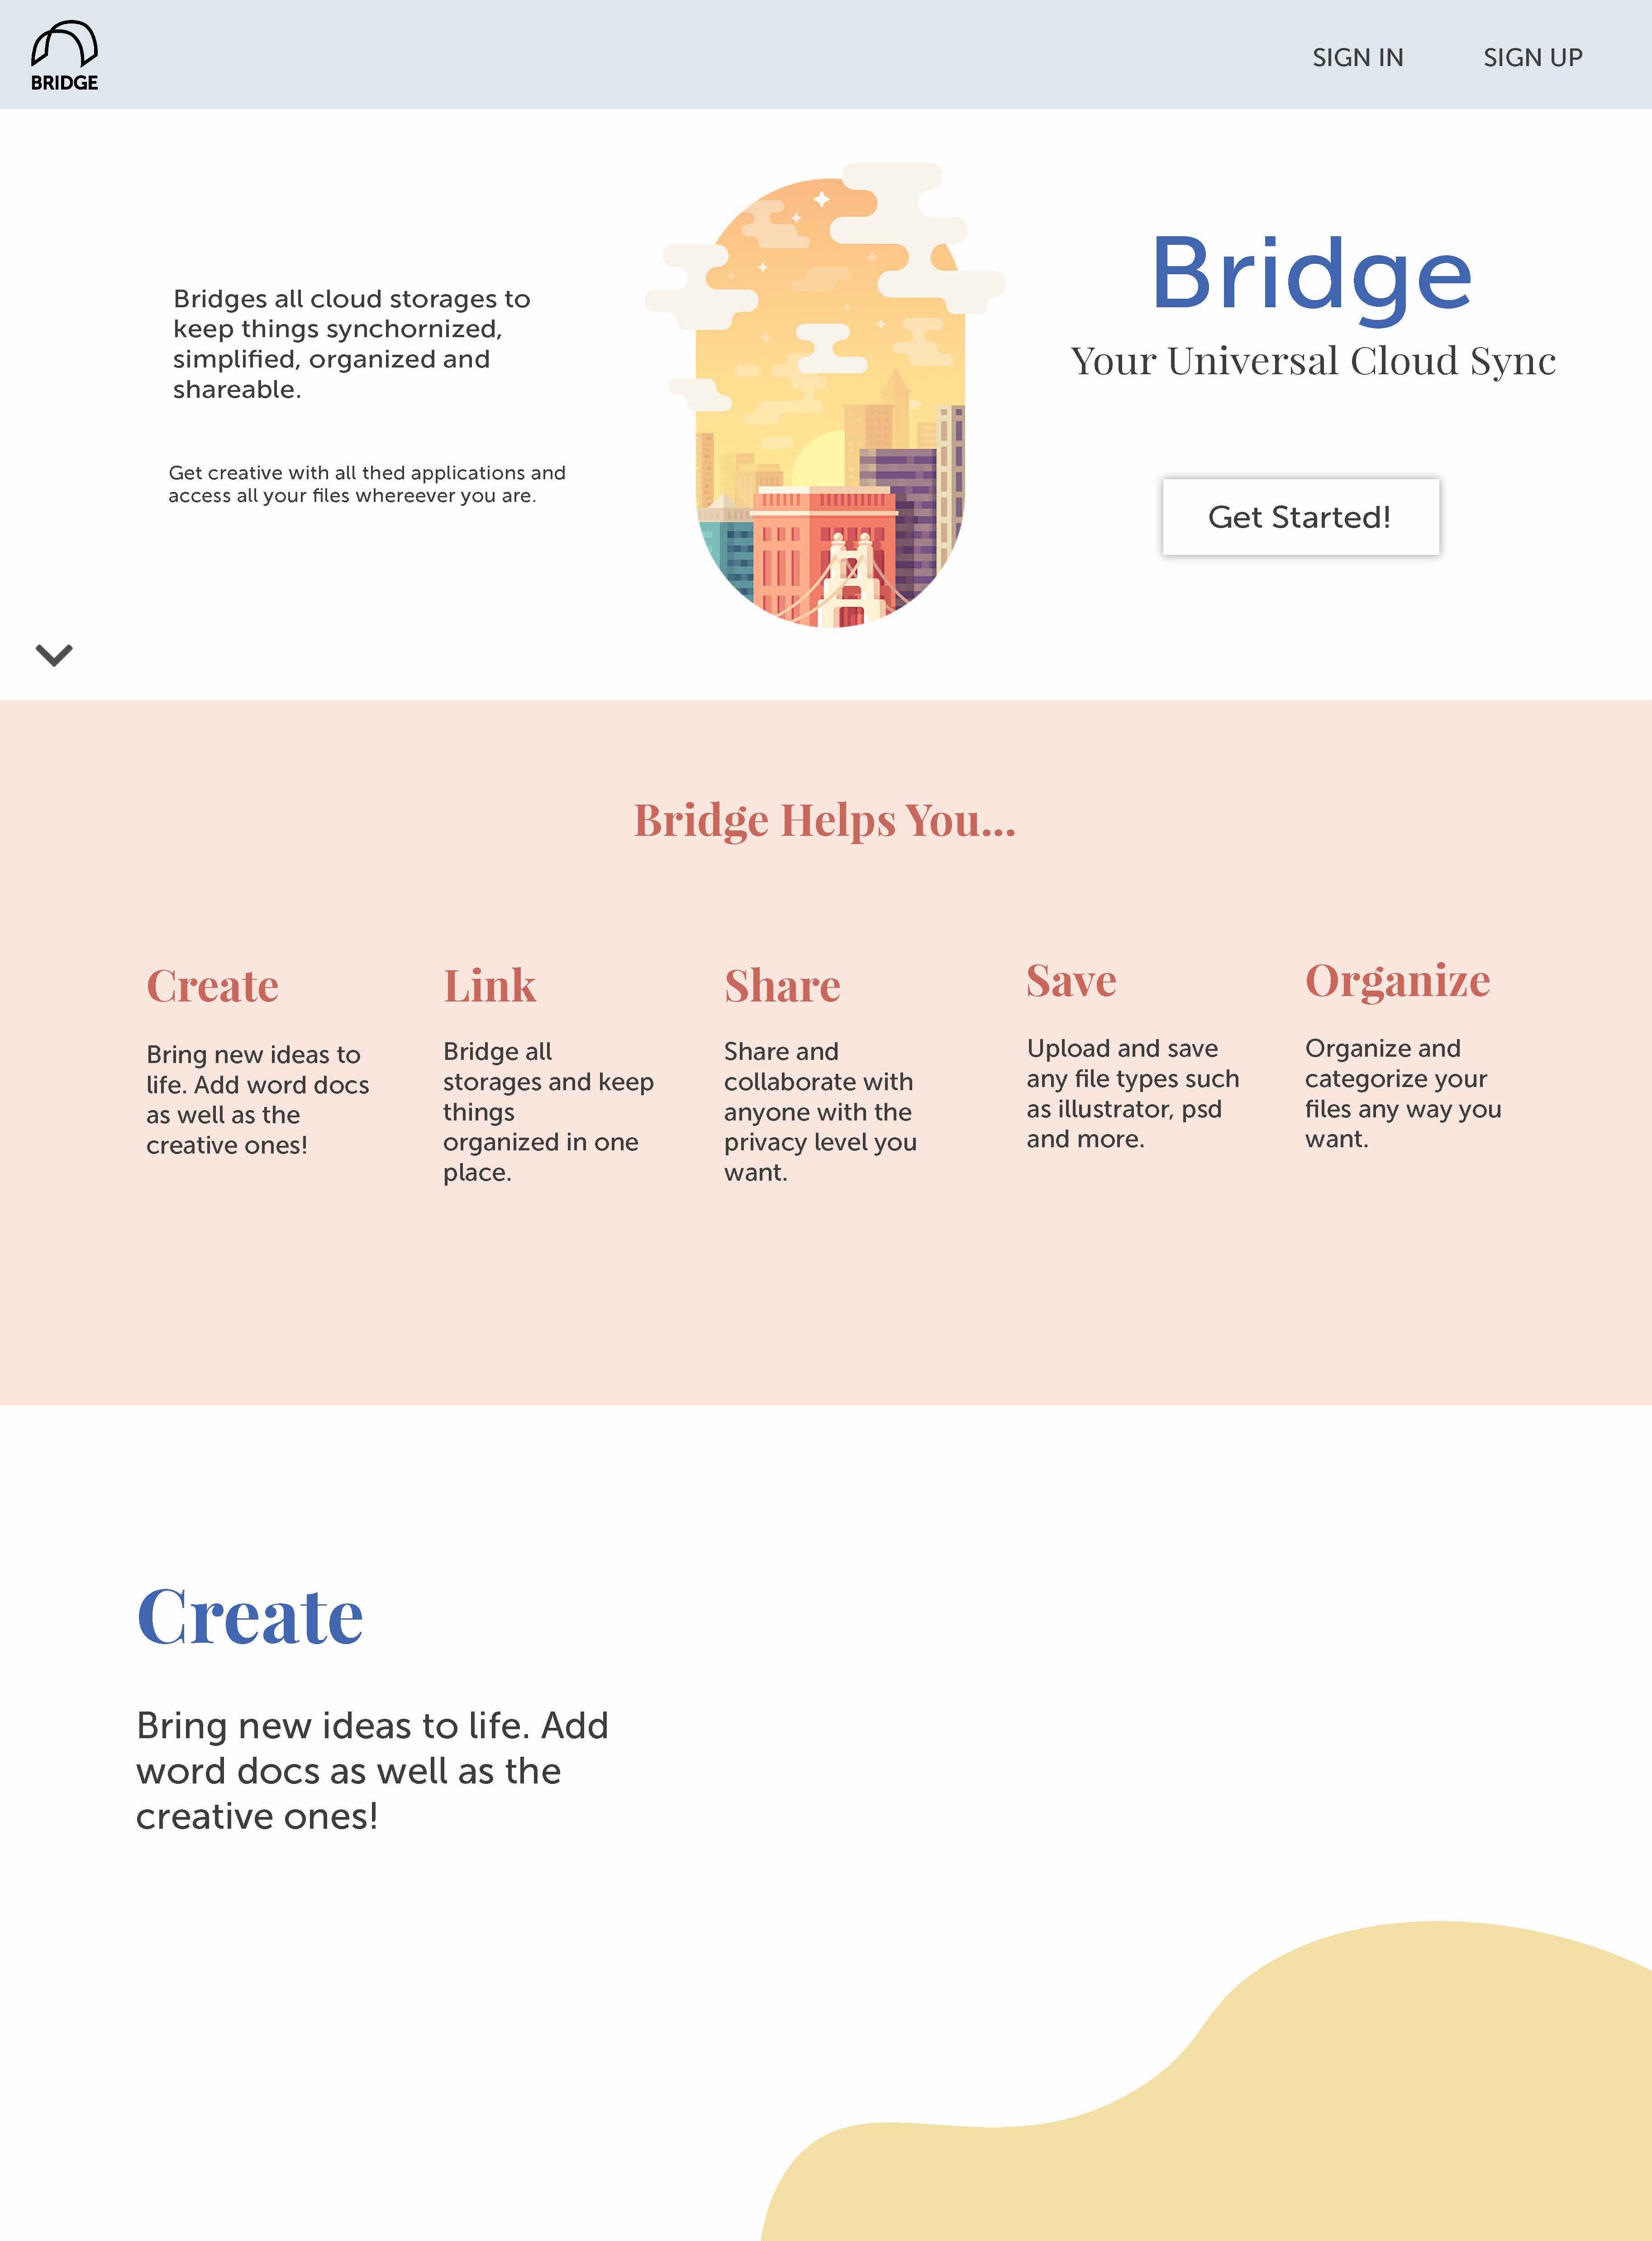 BRIDGE
SIGN IN
SIGN UP
Bridges all cloud storages to
keep things synchornized,
simplified, organized and
shareable.
Get creative with all thed applications and
access all your files whereever you are.
Bridge
Your Universal Cloud Sync
Get Started!
Bridge Helps You...
Create
Bring new ideas to
life. Add word docs
as well as the
creative ones!
Link
Bridge all
storages and keep
things
organized in one
place.
Share
Share and
collaborate with
anyone with the
privacy level you
want.
Save
Upload and save
any file types such
as illustrator, psd
and more.
Organize
Organize and
categorize your
files any way you
want.
Create
Bring new ideas to life. Add
word docs as well as the
creative ones!